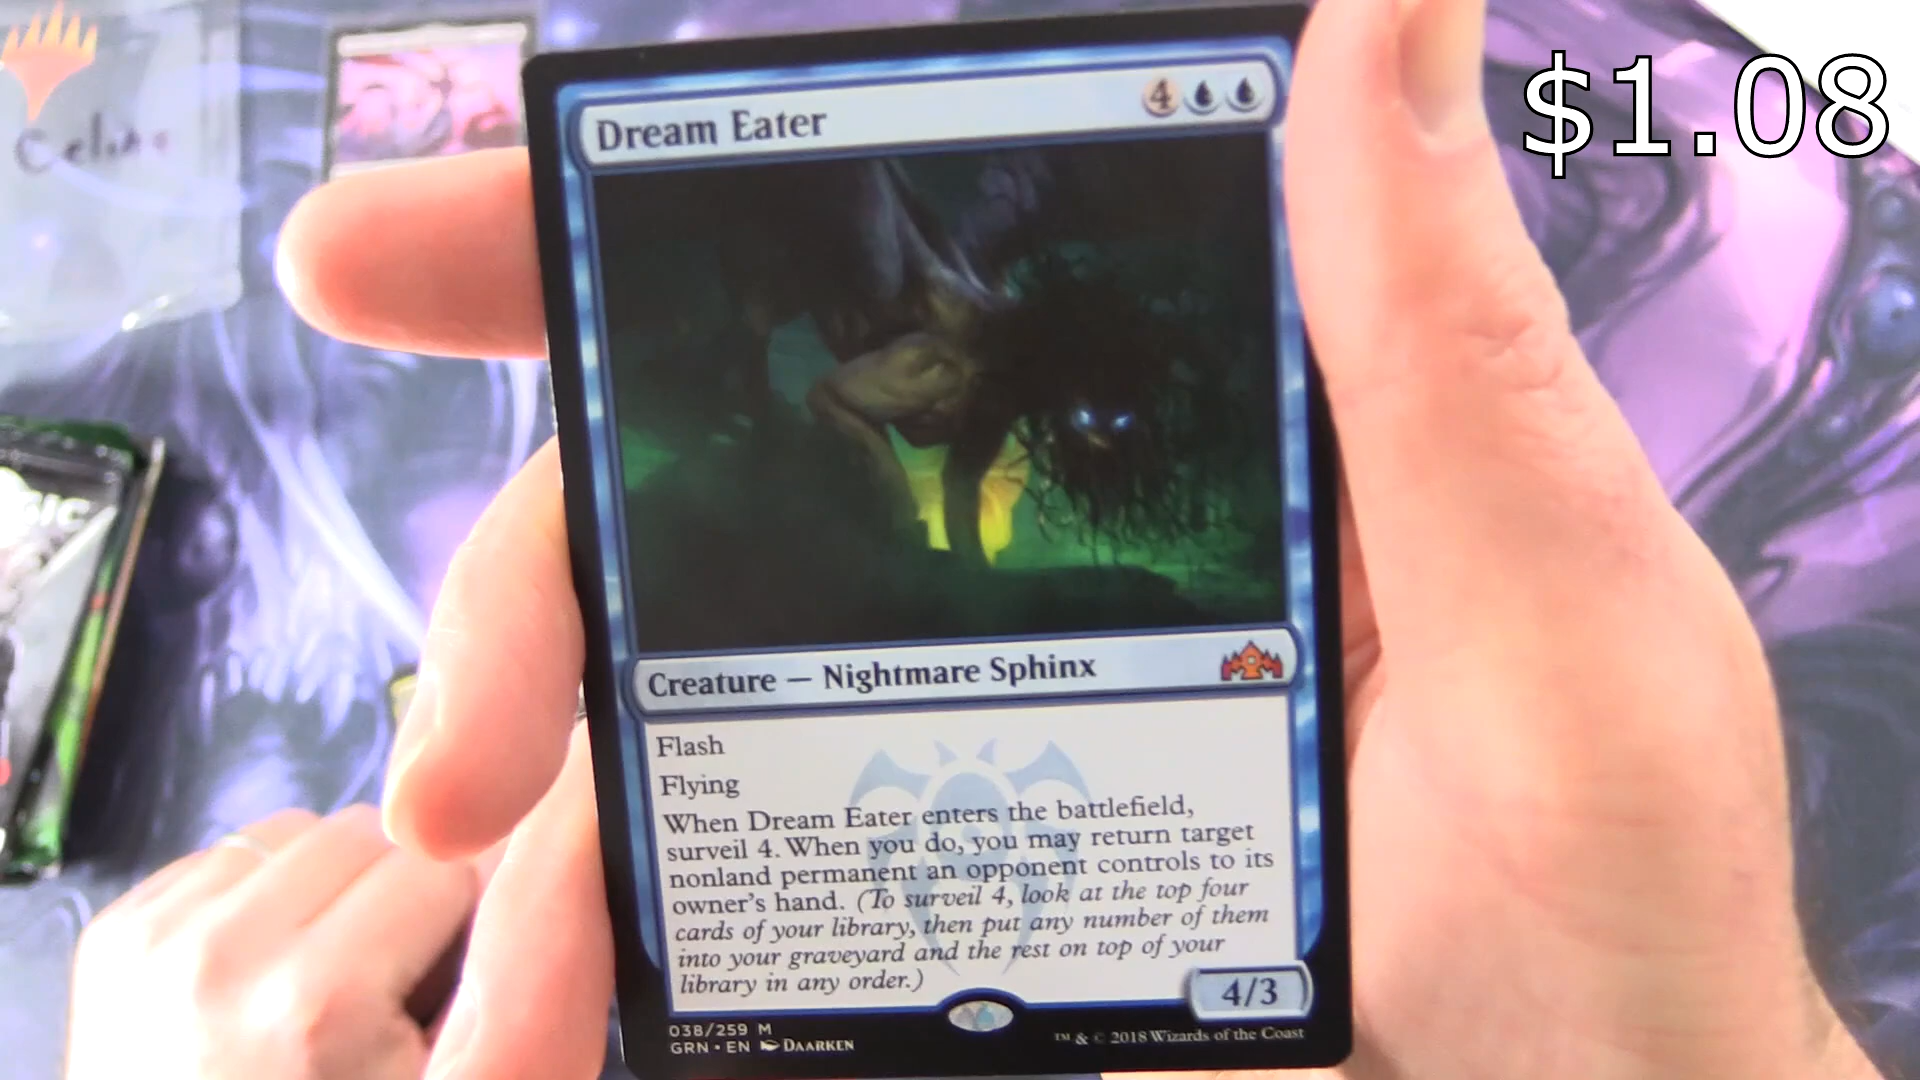 $1.08
Dream Eater 4
Creature — Nightmare Sphinx
Flash
Flying
When Dream Eater enters the battlefield,
surveil 4. When you do, you may return target
nonland permanent an opponent controls to its
owner's hand. (To surveil 4, look at the top four
cards of your library, then put any number of them
into your graveyard and the rest on top of your
library in any order.)
4/3
038/259 M
GRN • EN DAARKEN
™ & © 2018 Wizards of the Coast